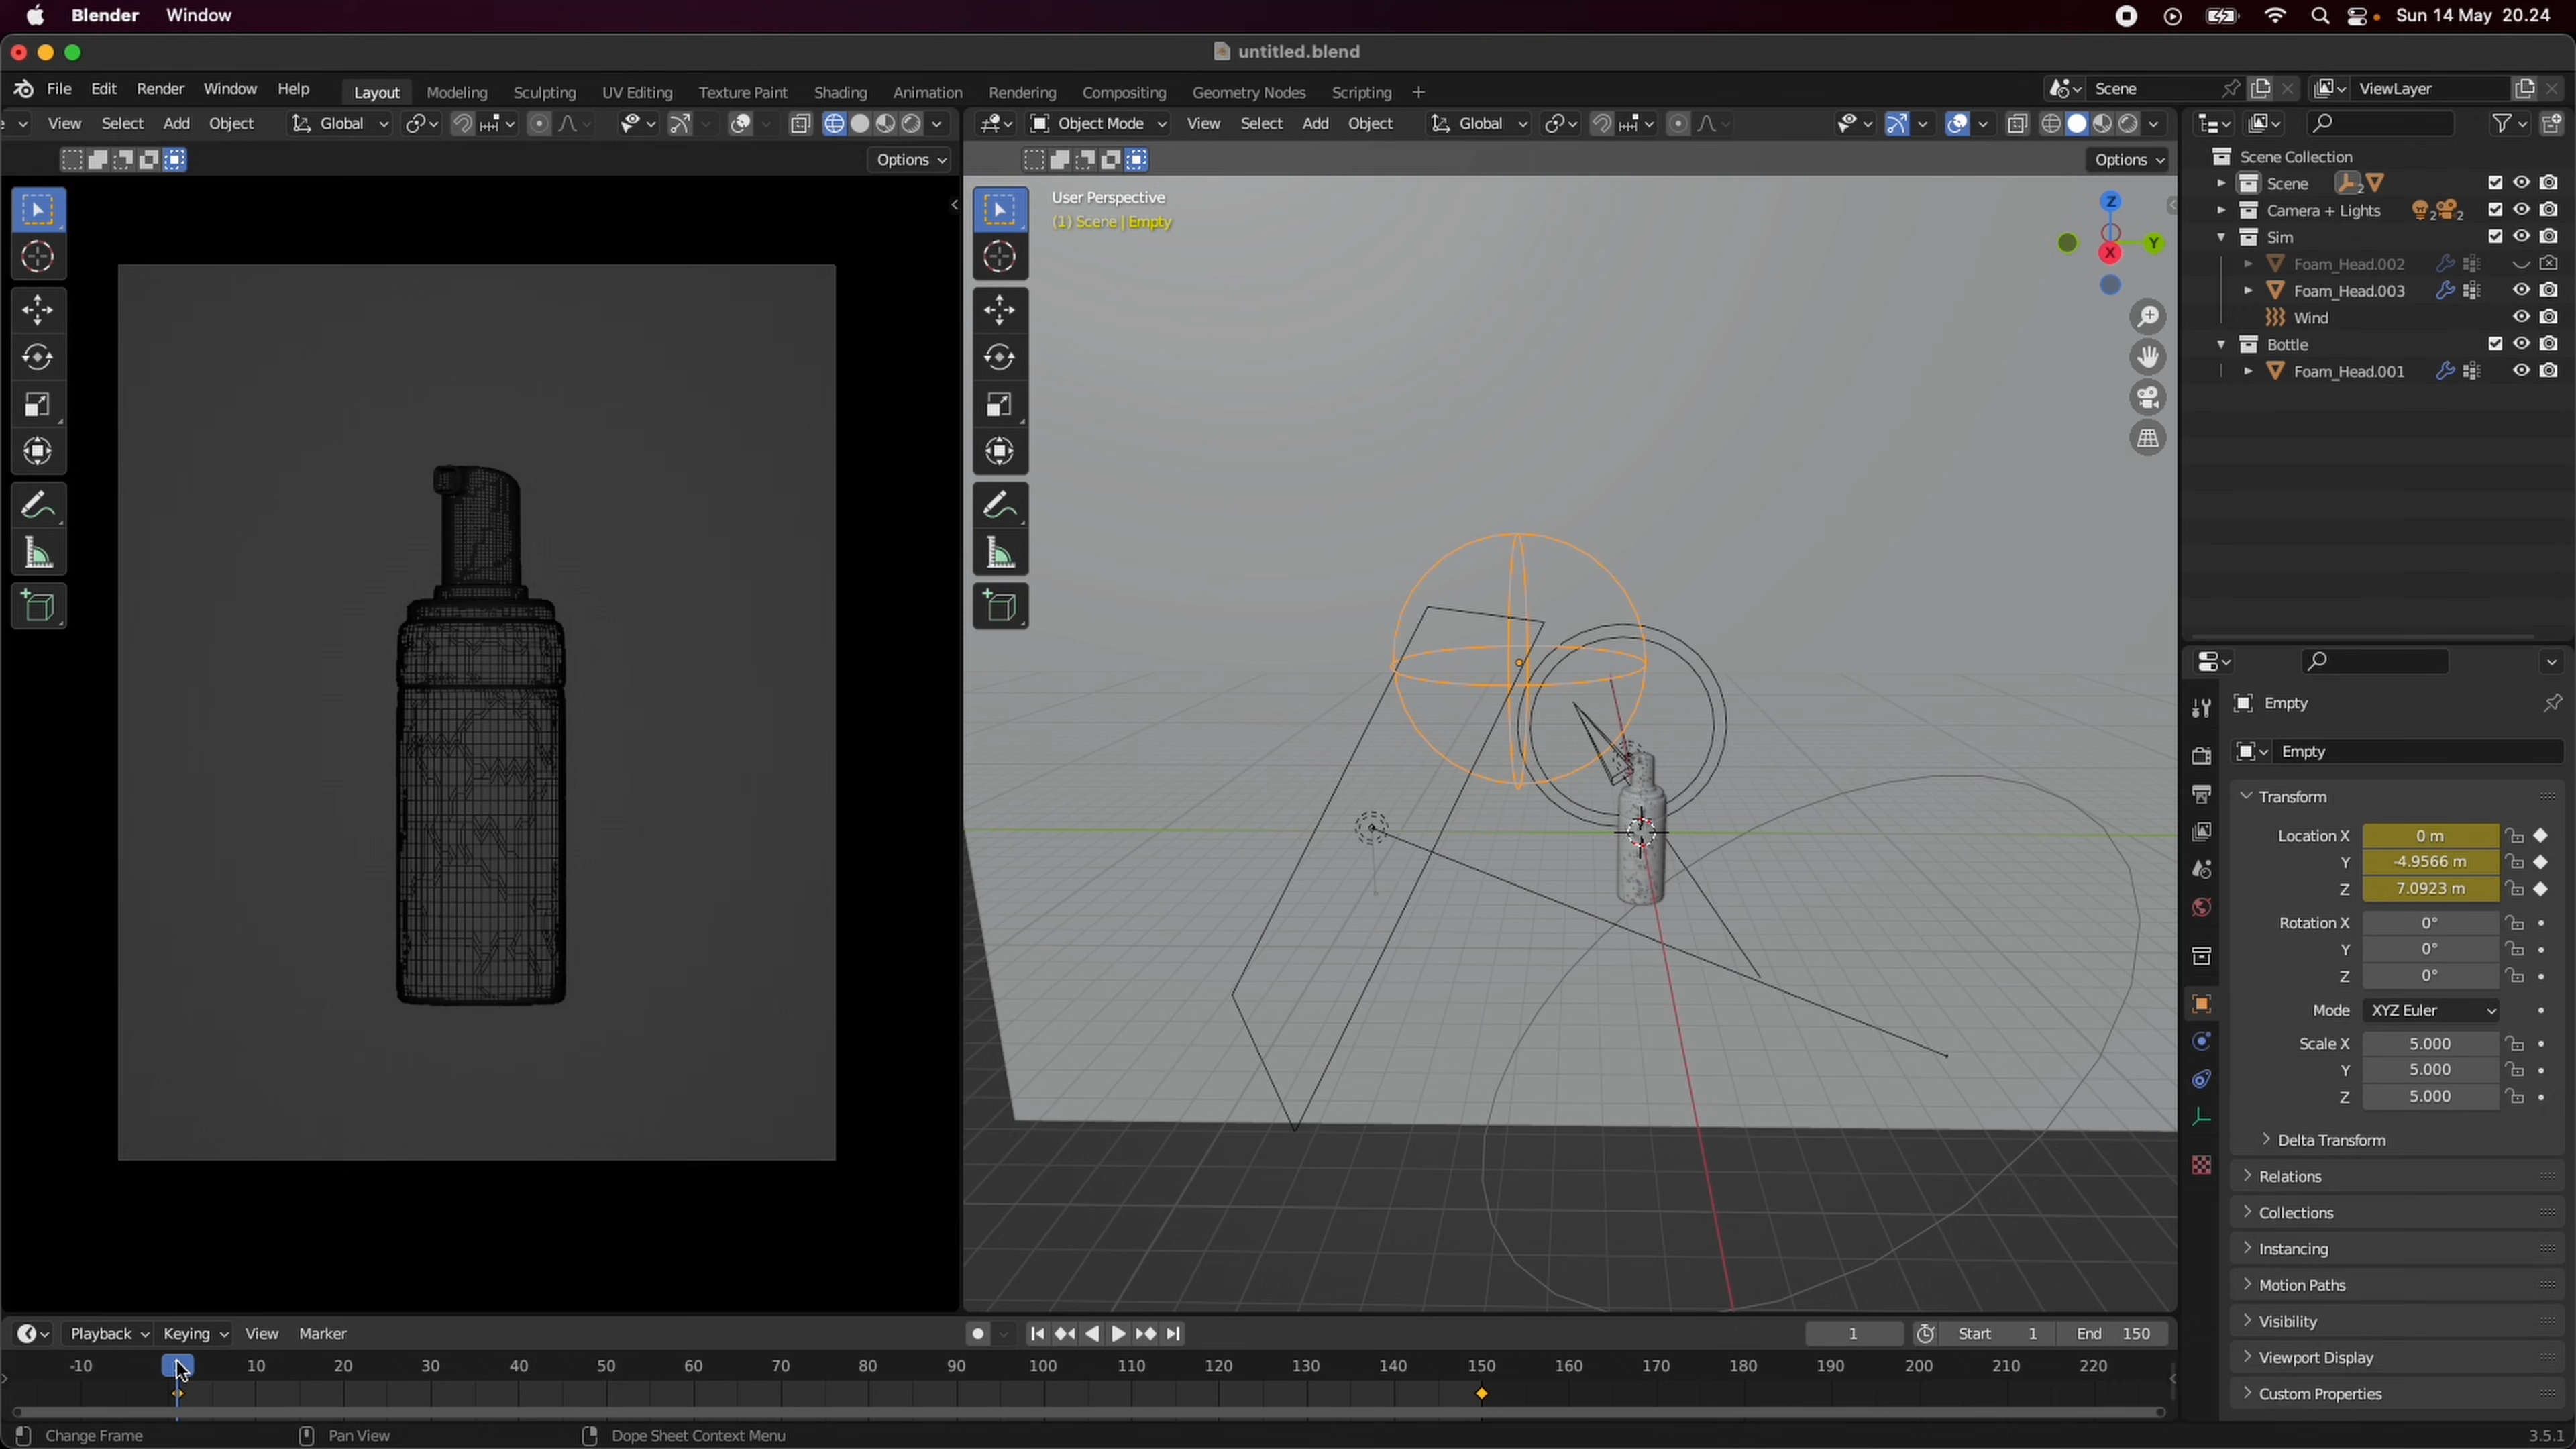 Blender Window Sun 14 May 20.24
untitled.blend
File Edit Render Window Help Layout Modeling Sculpting UV Editing Texture Paint Shading Animation Rendering Compositing Geometry Nodes Scripting + Scene ViewLayer
View Select Add Object Global Object Mode View Select Add Object Global
Options Options
User Perspective
(1) Scene | Empty
Z
Y
X
Scene Collection
Scene 2
Camera + Lights 2 2
Sim
Foam_Head.002
Foam_Head.003
Wind
Bottle
Foam_Head.001
Empty
Empty
Transform
Location X 0 m
Y -4.9566 m
Z 7.0923 m
Rotation X 0°
Y 0°
Z 0°
Mode XYZ Euler
Scale X 5.000
Y 5.000
Z 5.000
Delta Transform
Relations
Collections
Instancing
Motion Paths
Visibility
Viewport Display
Custom Properties
Playback Keying View Marker 1 Start 1 End 150
-10 10 20 30 40 50 60 70 80 90 100 110 120 130 140 150 160 170 180 190 200 210 220
Change Frame Pan View Dope Sheet Context Menu 3.5.1